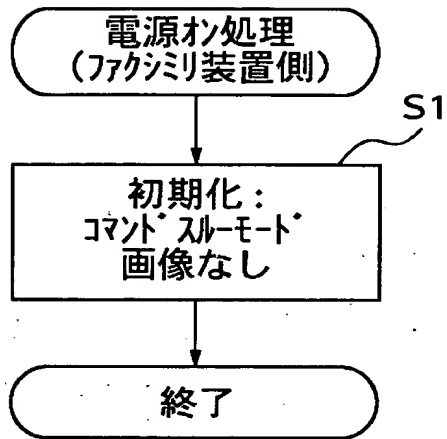 電源オン処理
(ファクシミリ装置側)
S1
初期化:
コマンド スルーモード
画像なし
終了